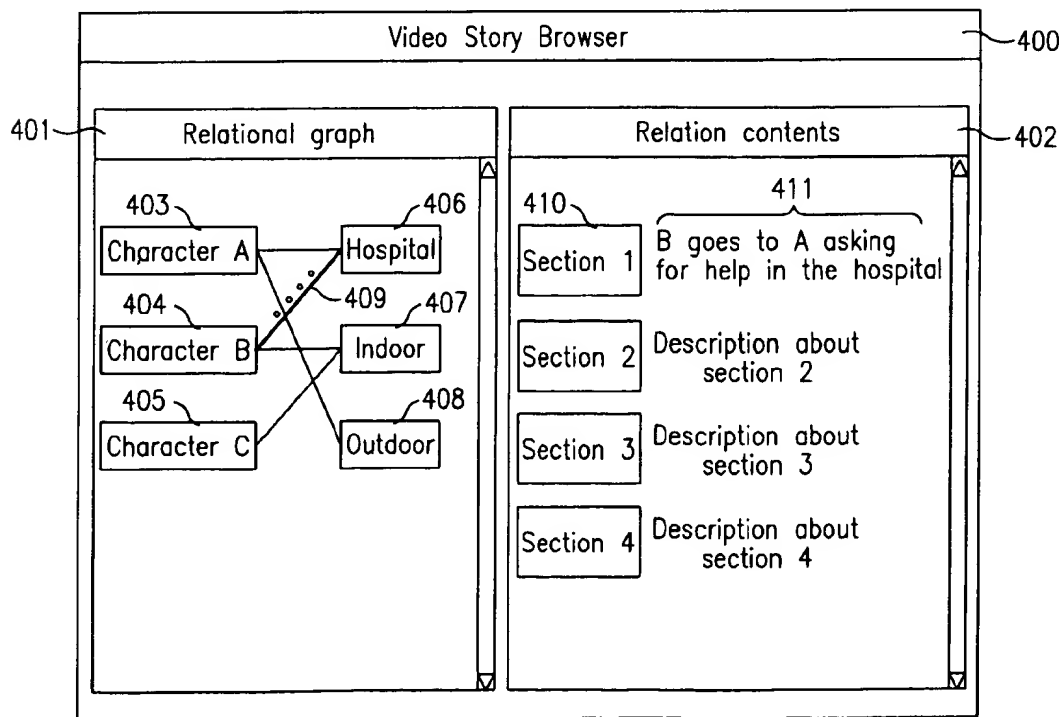 Video Story Browser
400
401
Relational graph
Relation contents
402
403
406
Character A
Hospital
409
404
407
Character B
Indoor
405
408
Character C
Outdoor
410
411
Section 1
B goes to A asking
for help in the hospital
Section 2
Description about
section 2
Section 3
Description about
section 3
Section 4
Description about
section 4